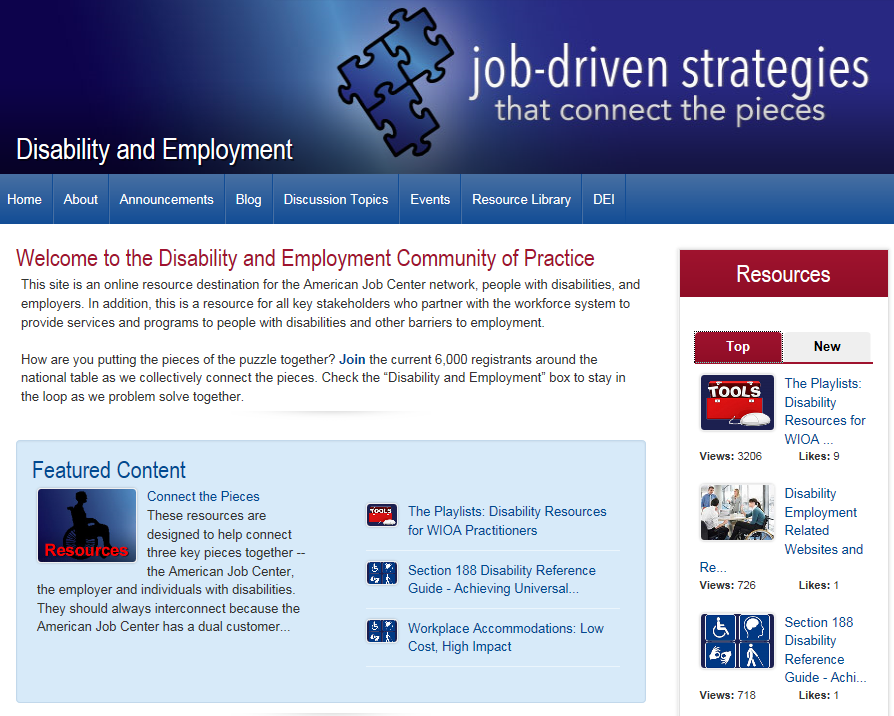 job-driven strategies
that connect the pieces
Disability and Employment
Home
About
Announcements
Blog
Discussion Topics
Events
Resource Library
DEI
Welcome to the Disability and Employment Community of Practice
This site is an online resource destination for the American Job Center network, people with disabilities, and
employers. In addition, this is a resource for all key stakeholders who partner with the workforce system to
provide services and programs to people with disabilities and other barriers to employment.
How are you putting the pieces of the puzzle together? Join the current 6,000 registrants around the
national table as we collectively connect the pieces. Check the “Disability and Employment” box to stay in
the loop as we problem solve together.
Featured Content
Resources
Connect the Pieces
These resources are
designed to help connect
three key pieces together --
the American Job Center,
the employer and individuals with disabilities.
They should always interconnect because the
American Job Center has a dual customer...
TOOLS
The Playlists: Disability Resources
for WIOA Practitioners
Section 188 Disability Reference
Guide - Achieving Universal...
Workplace Accommodations: Low
Cost, High Impact
Resources
Top
New
TOOLS
The Playlists:
Disability
Resources for
WIOA ...
Views: 3206 Likes: 9
Disability
Employment
Related
Websites and
Re...
Views: 726 Likes: 1
Section 188
Disability
Reference
Guide - Achi...
Views: 718 Likes: 1